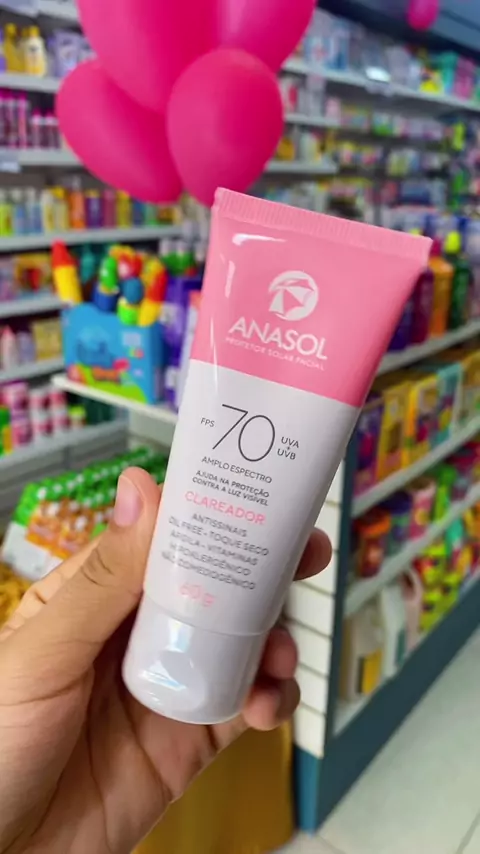 ANASOL
PROTETOR SOLAR FACIAL
FPS 70 UVA + UVB
AMPLO ESPECTRO
AJUDA NA PROTEÇÃO
CONTRA A LUZ VISÍVEL
CLAREADOR
ANTISSINAIS
OIL FREE • TOQUE SECO
ARGILA • VITAMINAS
HIPOALERGÊNICO
NÃO COMEDOGÊNICO
60g